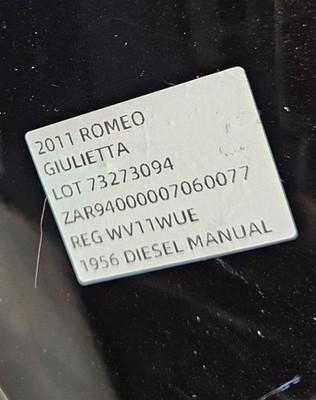 2011 ROMEO
GIULIETTA
LOT 73273094
ZAR94000007060077
REG WV11WUE
1956 DIESEL MANUAL